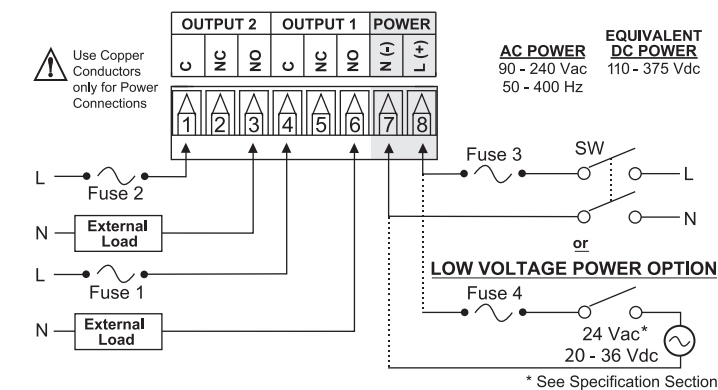 OUTPUT 2 OUTPUT 1 POWER
C NC NO C NC NO N (-) L (+)
1 2 3 4 5 6 7 8
Use Copper
Conductors
only for Power
Connections
AC POWER
90 - 240 Vac
50 - 400 Hz
EQUIVALENT
DC POWER
110 - 375 Vdc
L
Fuse 2
N
External
Load
L
Fuse 1
N
External
Load
Fuse 3
SW
L
N
or
LOW VOLTAGE POWER OPTION
Fuse 4
24 Vac*
20 - 36 Vdc
* See Specification Section